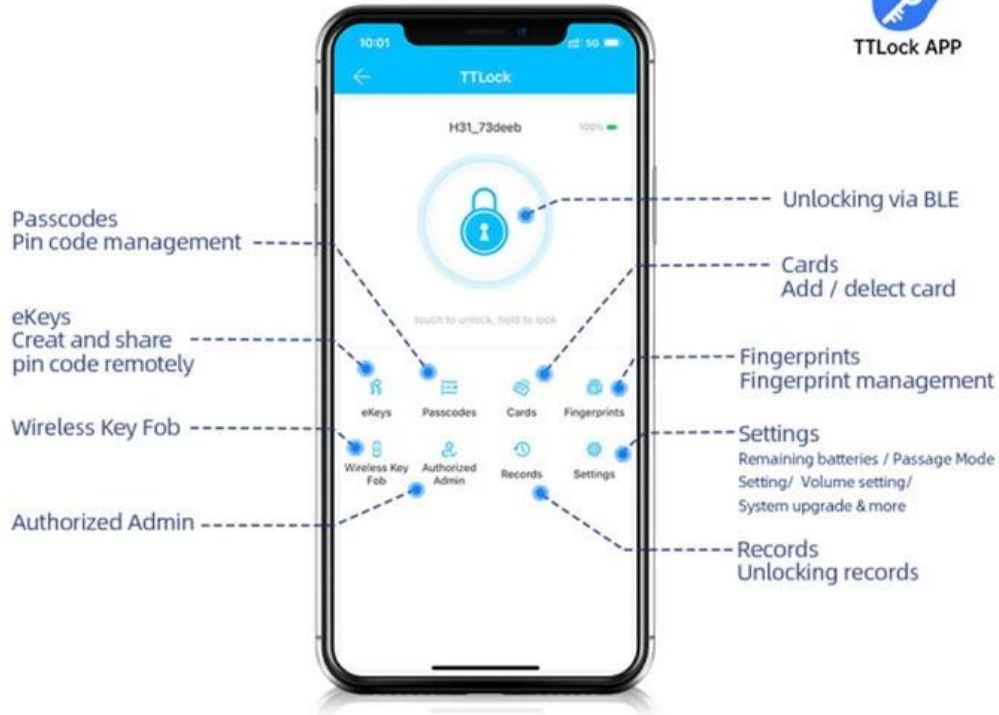 TTLock APP
10:01
5G
TTLock
H31_73deeb
100%
touch to unlock, hold to lock
eKeys
Passcodes
Cards
Fingerprints
Wireless Key
Fob
Authorized
Admin
Records
Settings
Passcodes
Pin code management
eKeys
Creat and share
pin code remotely
Wireless Key Fob
Authorized Admin
Unlocking via BLE
Cards
Add / delect card
Fingerprints
Fingerprint management
Settings
Remaining batteries / Passage Mode
Setting/ Volume setting/
System upgrade & more
Records
Unlocking records